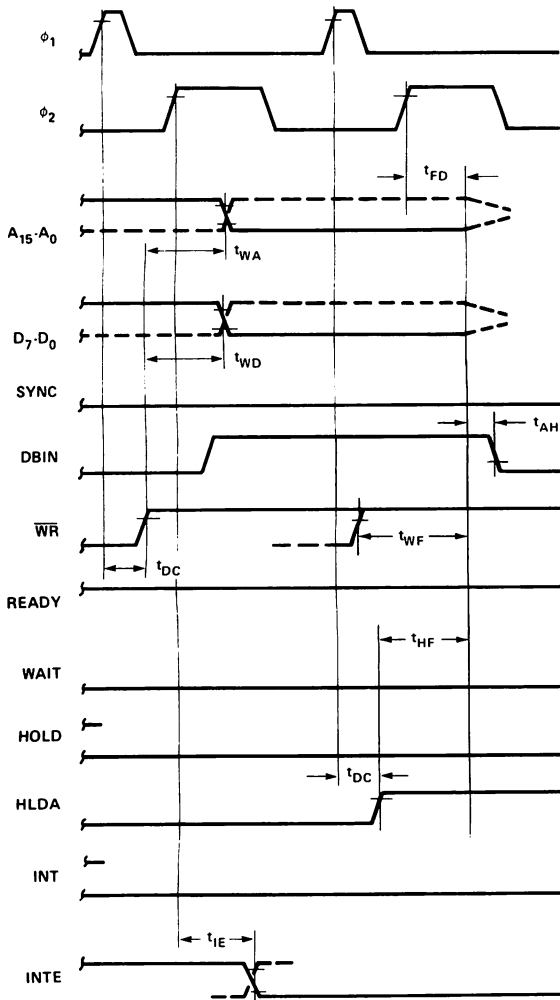 ϕ1
ϕ2
tFD
A15-A0
tWA
D7-D0
tWD
SYNC
tAH
DBIN
WR
tWF
tDC
READY
tHF
WAIT
HOLD
tDC
HLDA
INT
tIE
INTE